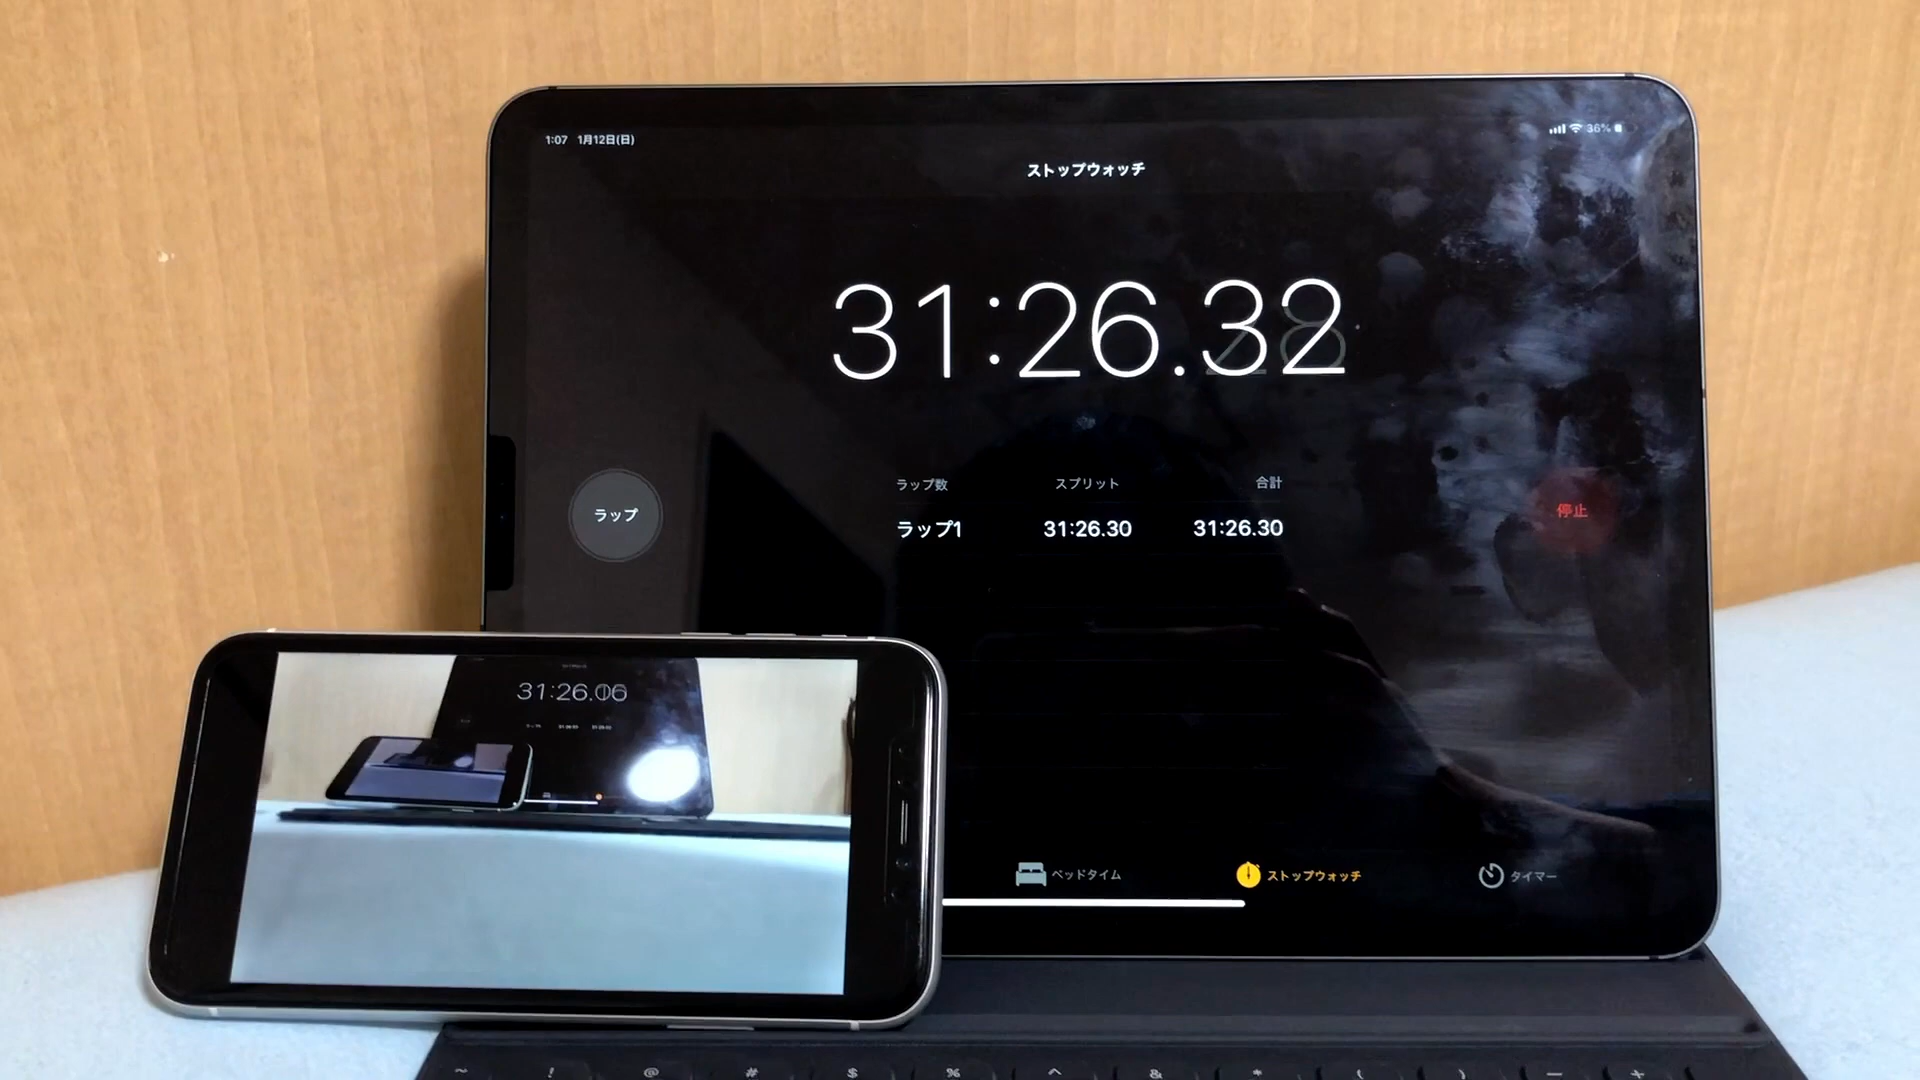 1:07 1月12日(日)
36%
ストップウォッチ
31:26.32
ラップ
ラップ数 スプリット 合計
ラップ1 31:26.30 31:26.30
停止
31:26.06
ベッドタイム ストップウォッチ タイマー
~ ! @ # $ % ^ & * ( ) — +